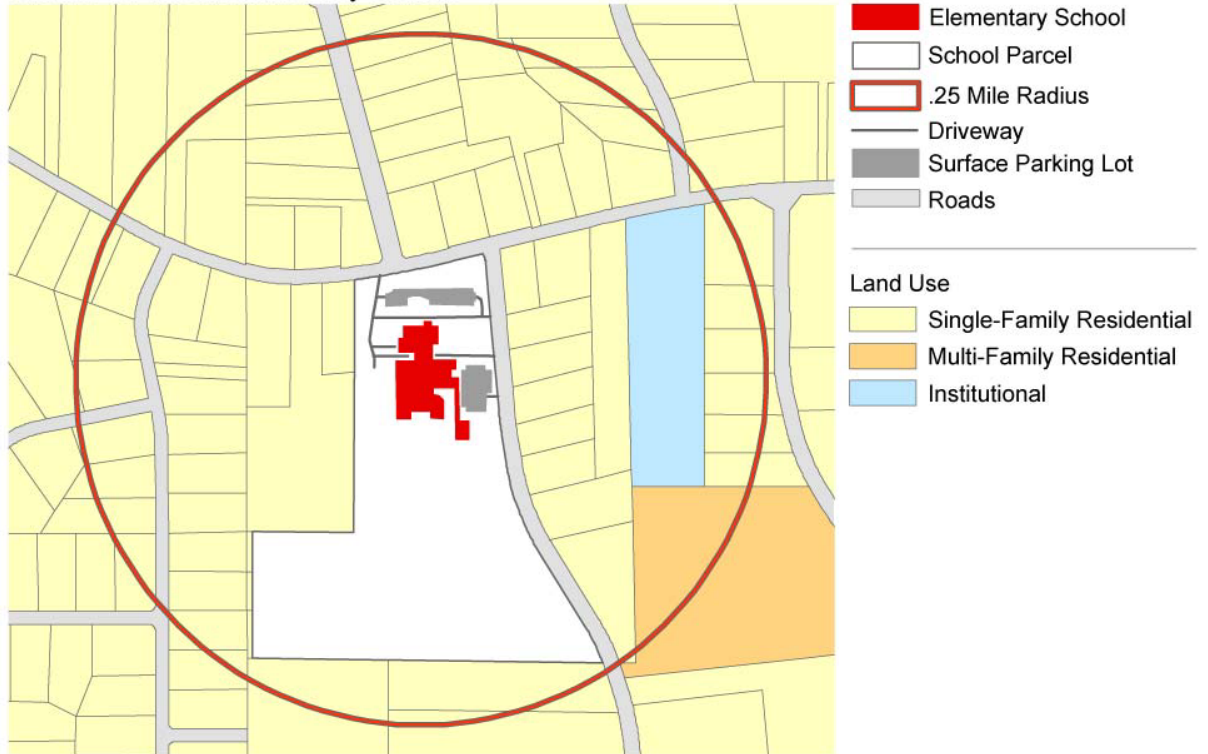 Elementary School
School Parcel
.25 Mile Radius
Driveway
Surface Parking Lot
Roads
Land Use
Single-Family Residential
Multi-Family Residential
Institutional